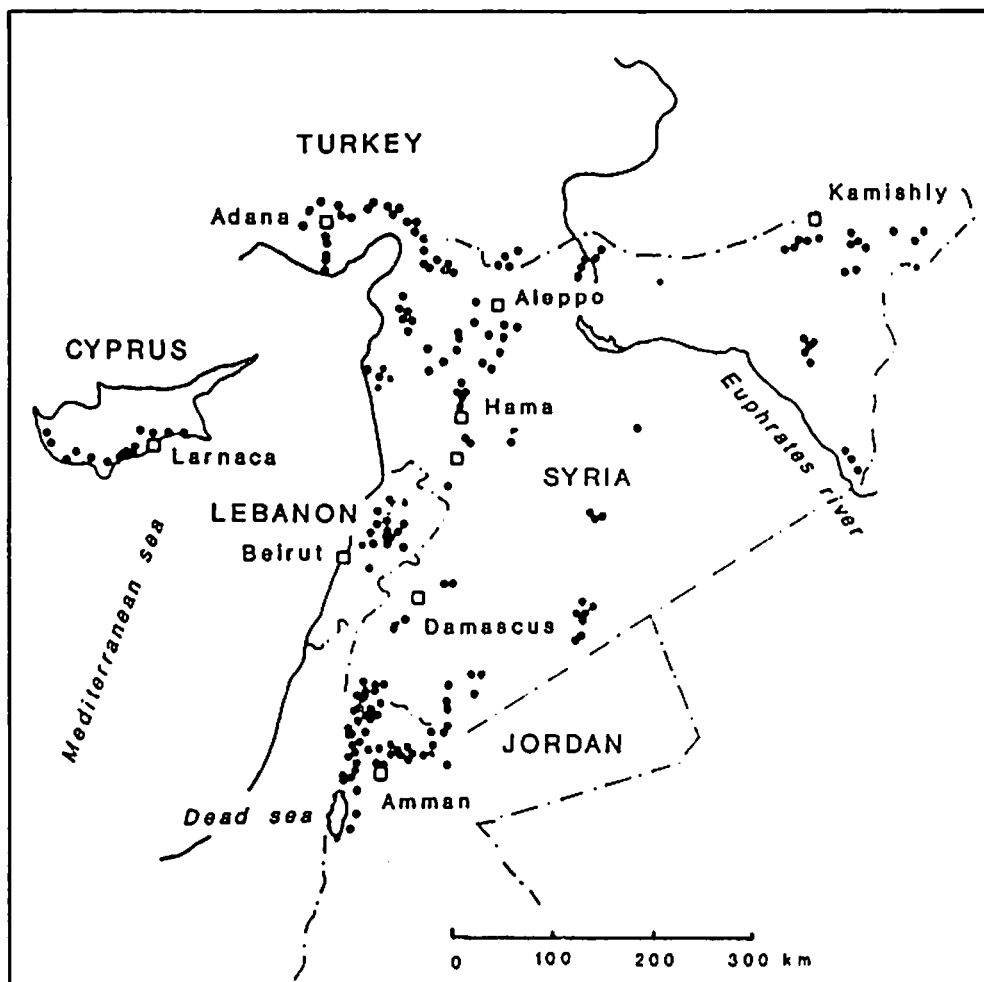 TURKEY
Kamishly
Adana
Aleppo
CYPRUS
Hama
Larnaca
Euphrates river
SYRIA
LEBANON
Beirut
Mediterranean sea
Damascus
JORDAN
Amman
Dead sea
0 100 200 300 km